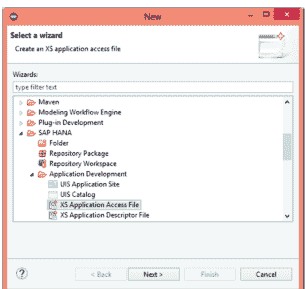 New
Select a wizard
Create an XS application access file
Wizards:
type filter text
Maven
Modeling Workflow Engine
Plug-in Development
SAP HANA
Folder
Repository Package
Repository Workspace
Application Development
UIS Application Site
UIS Catalog
XS Application Access File
XS Application Descriptor File
?
< Back
Next >
Finish
Cancel